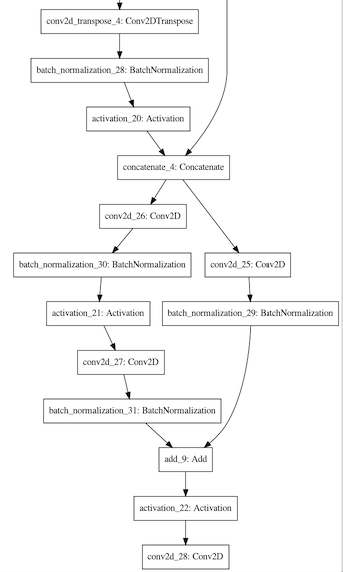 conv2d_transpose_4: Conv2DTranspose
batch_normalization_28: BatchNormalization
activation_20: Activation
concatenate_4: Concatenate
conv2d_26: Conv2D
batch_normalization_30: BatchNormalization
conv2d_25: Conv2D
activation_21: Activation
batch_normalization_29: BatchNormalization
conv2d_27: Conv2D
batch_normalization_31: BatchNormalization
add_9: Add
activation_22: Activation
conv2d_28: Conv2D